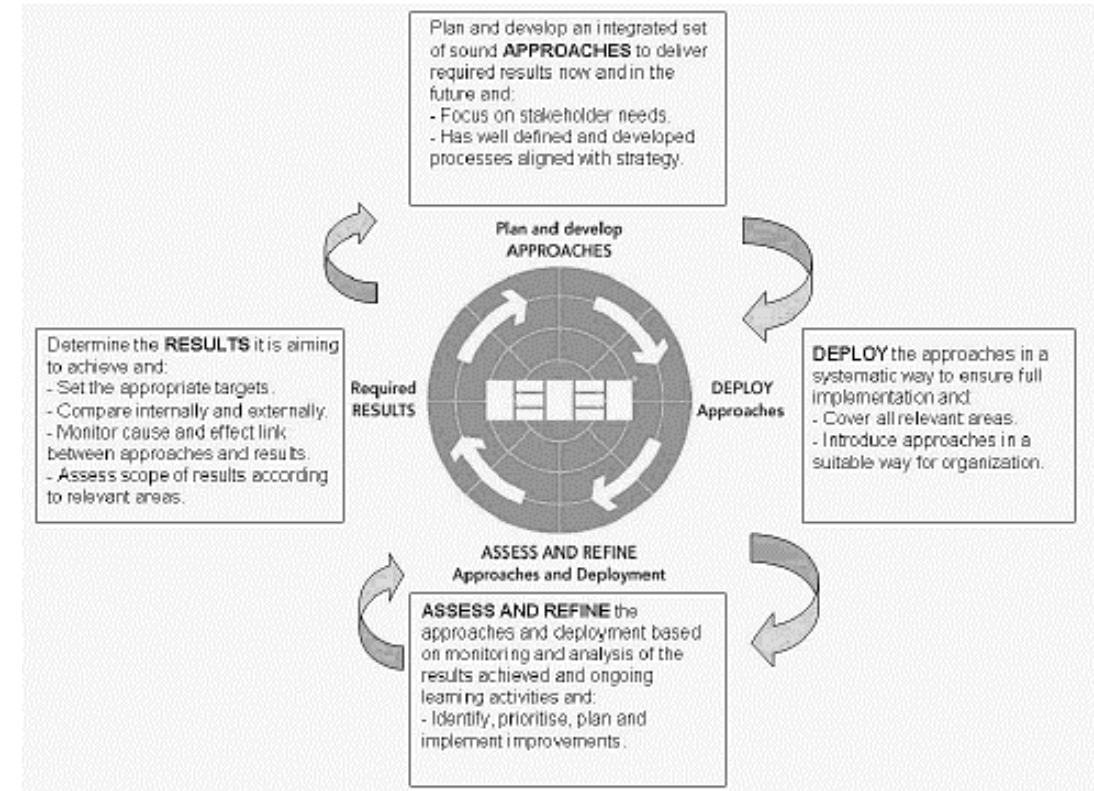 Plan and develop an integrated set
of sound APPROACHES to deliver
required results now and in the
future and:
- Focus on stakeholder needs.
- Has well defined and developed
processes aligned with strategy.
Plan and develop
APPROACHES
Determine the RESULTS it is aiming
to achieve and:
- Set the appropriate targets.
- Compare internally and externally.
- Monitor cause and effect link
between approaches and results.
- Assess scope of results according
to relevant areas.
Required
RESULTS
DEPLOY
Approaches
DEPLOY the approaches in a
systematic way to ensure full
implementation and:
- Cover all relevant areas.
- Introduce approaches in a
suitable way for organization.
ASSESS AND REFINE
Approaches and Deployment
ASSESS AND REFINE the
approaches and deployment based
on monitoring and analysis of the
results achieved and ongoing
learning activities and:
- Identify, prioritise, plan and
implement improvements.